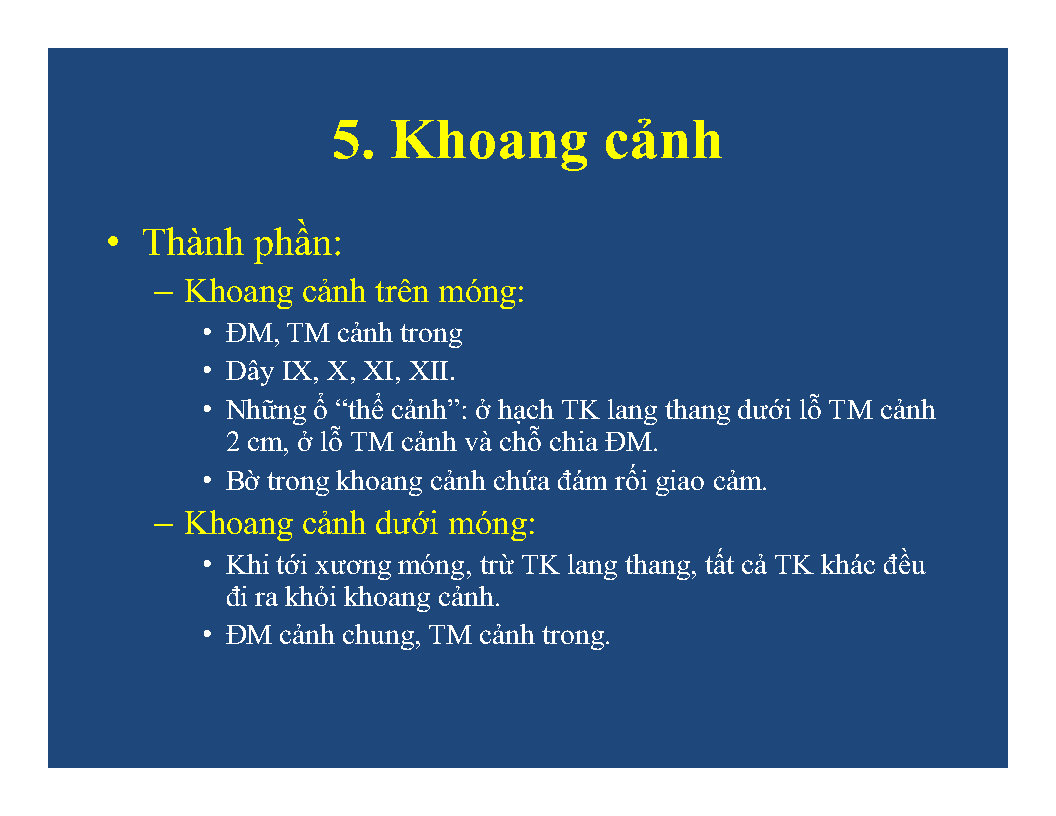 5. Khoang cảnh
• Thành phần:
– Khoang cảnh trên móng:
• ĐM, TM cảnh trong
• Dây IX, X, XI, XII.
• Những ổ “thể cảnh”: ở hạch TK lang thang dưới lỗ TM cảnh
2 cm, ở lỗ TM cảnh và chỗ chia ĐM.
• Bờ trong khoang cảnh chứa đám rối giao cảm.
– Khoang cảnh dưới móng:
• Khi tới xương móng, trừ TK lang thang, tất cả TK khác đều
đi ra khỏi khoang cảnh.
• ĐM cảnh chung, TM cảnh trong.